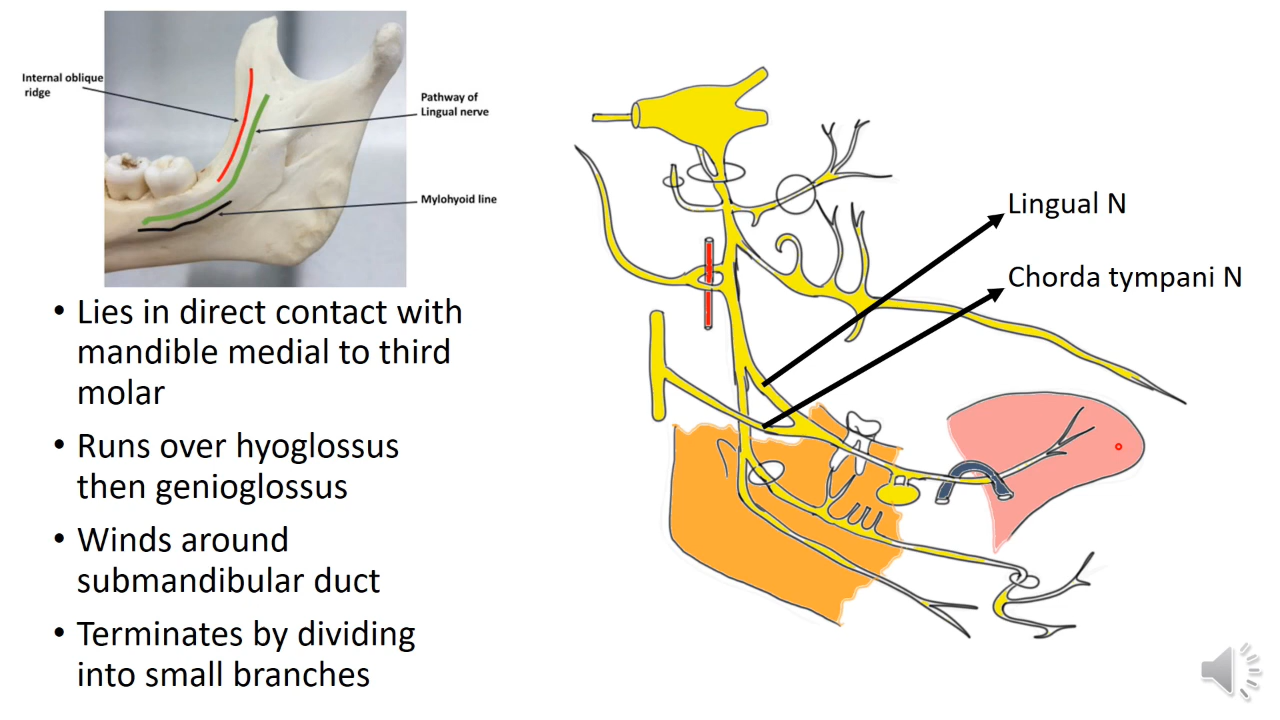 Internal oblique
ridge
Pathway of
Lingual nerve
Mylohyoid line
• Lies in direct contact with
mandible medial to third
molar
• Runs over hyoglossus
then genioglossus
• Winds around
submandibular duct
• Terminates by dividing
into small branches
Lingual N
Chorda tympani N